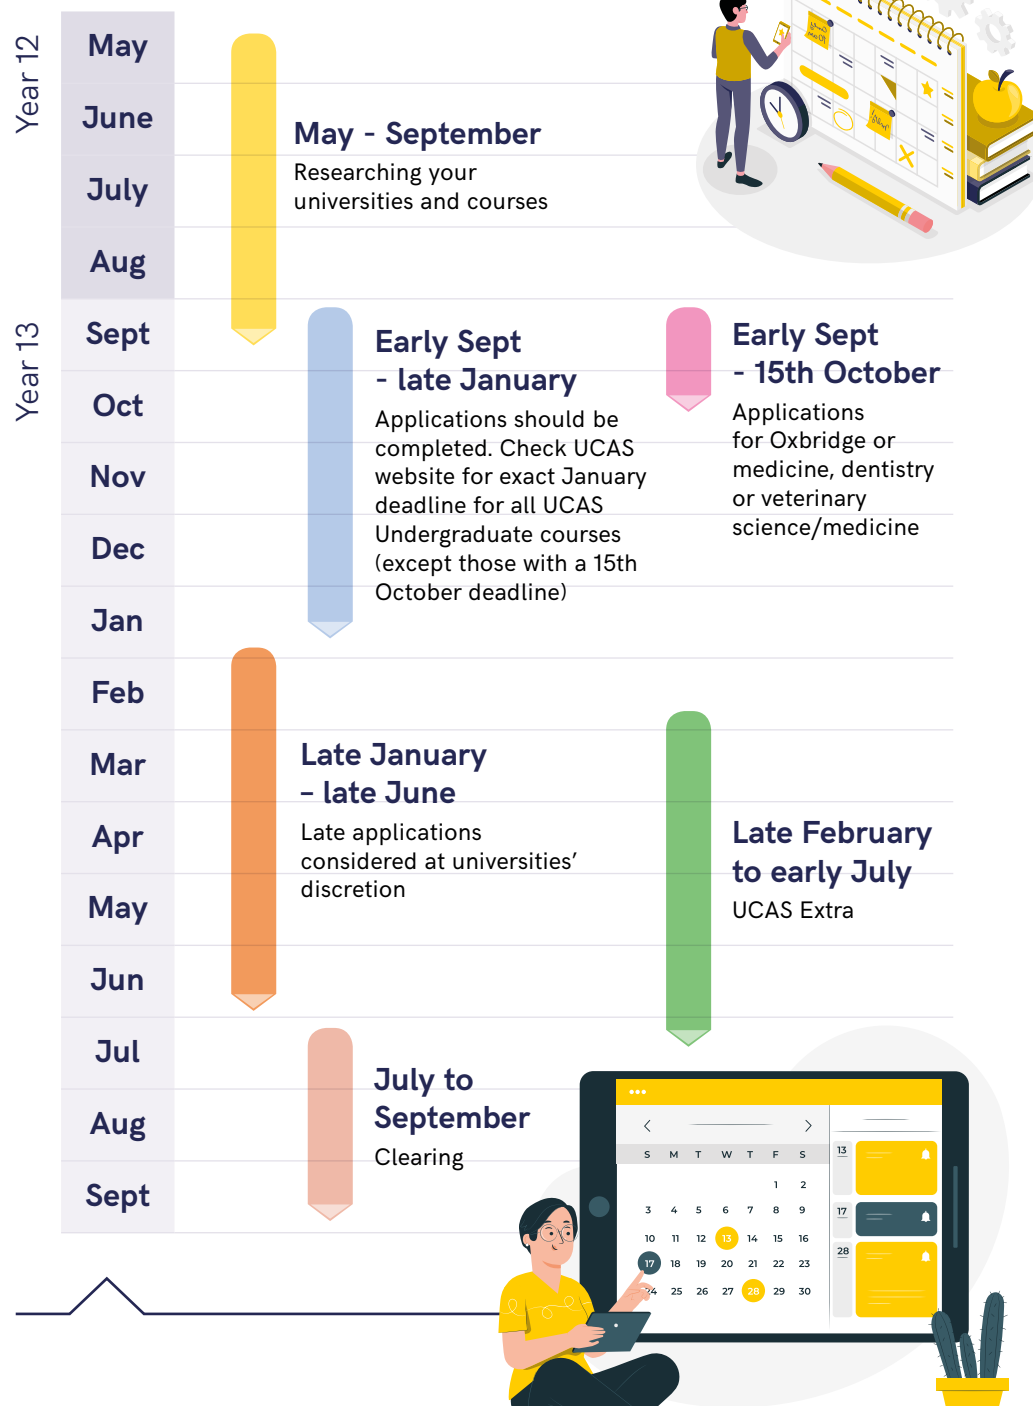 Year 12
May
June
July
Aug
May - September
Researching your
universities and courses
Year 13
Sept
Oct
Nov
Dec
Jan
Feb
Mar
Apr
May
Jun
Jul
Aug
Sept
Early Sept
- late January
Applications should be
completed. Check UCAS
website for exact January
deadline for all UCAS
Undergraduate courses
(except those with a 15th
October deadline)
Early Sept
- 15th October
Applications
for Oxbridge or
medicine, dentistry
or veterinary
science/medicine
Late January
– late June
Late applications
considered at universities’
discretion
Late February
to early July
UCAS Extra
July to
September
Clearing
S M T W T F S
1 2
3 4 5 6 7 8 9
10 11 12 13 14 15 16
17 18 19 20 21 22 23
24 25 26 27 28 29 30
13
17
28